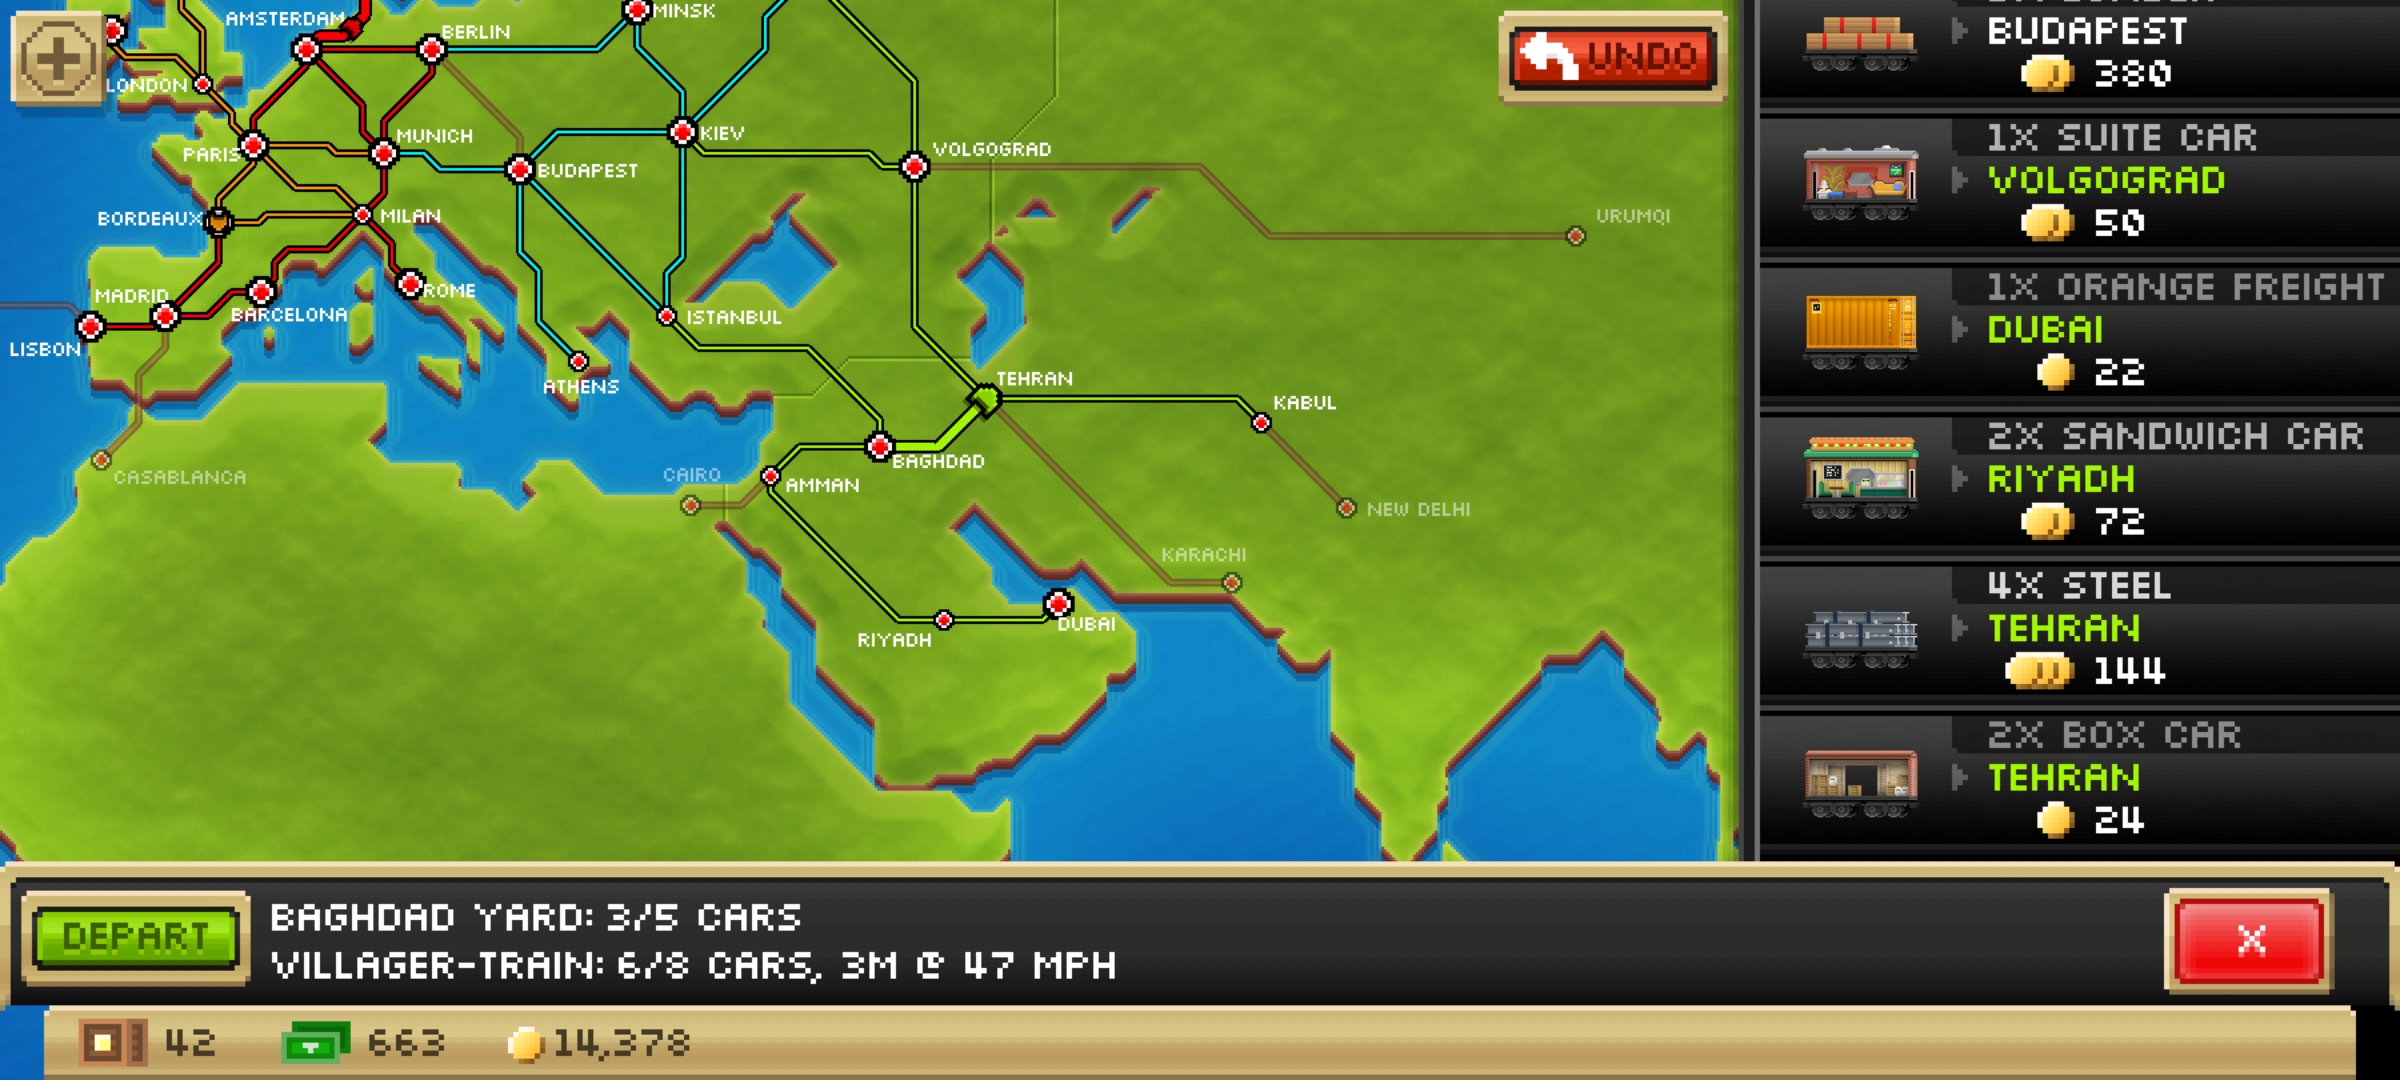 AMSTERDAM
MINSK
BERLIN
LONDON
UNDO
MUNICH
PARIS
KIEV
BUDAPEST
VOLGOGRAD
BORDEAUX
MILAN
URUMQI
MADRID
ROME
BARCELONA
LISBON
ISTANBUL
ATHENS
TEHRAN
KABUL
CASABLANCA
CAIRO
BAGHDAD
AMMAN
NEW DELHI
KARACHI
RIYADH
DUBAI
BUDAPEST
380
1X SUITE CAR
VOLGOGRAD
50
1X ORANGE FREIGHT
DUBAI
22
2X SANDWICH CAR
RIYADH
72
4X STEEL
TEHRAN
144
2X BOX CAR
TEHRAN
24
DEPART
BAGHDAD YARD: 3/5 CARS
VILLAGER-TRAIN: 6/8 CARS, 3M @ 47 MPH
X
42
663
14,378